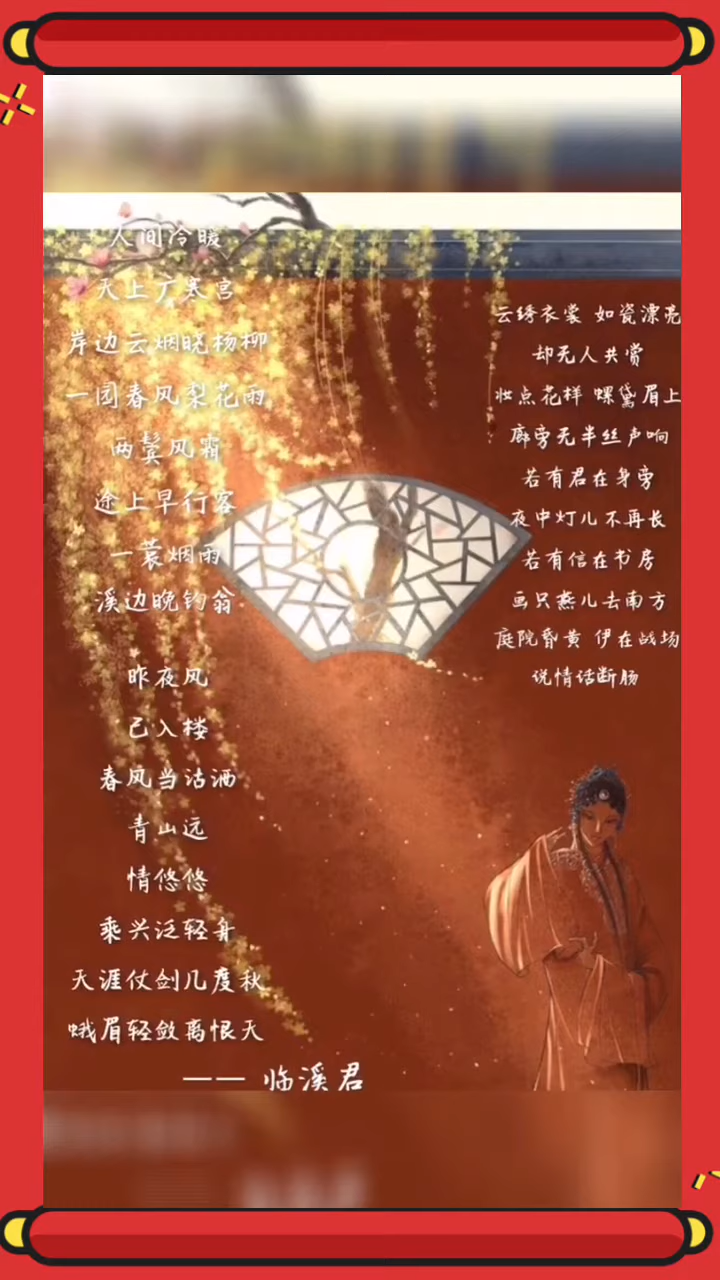 人间冷暖
天上广寒宫
岸边云烟晓杨柳
一园春风梨花雨
两鬓风霜
途上早行客
一蓑烟雨
溪边晚钓翁
昨夜风
已入楼
春风当沽酒
青山远
情悠悠
乘兴泛轻舟
天涯仗剑几度秋
蛾眉轻敛离恨天
—— 临溪君
云绣衣裳 如瓷漂亮
却无人共赏
妆点花样 螺黛眉上
廊旁无半丝声响
若有君在身旁
夜中灯儿不再长
若有信在书房
画只燕儿去南方
庭院昏黄 伊在战场
说情话断肠